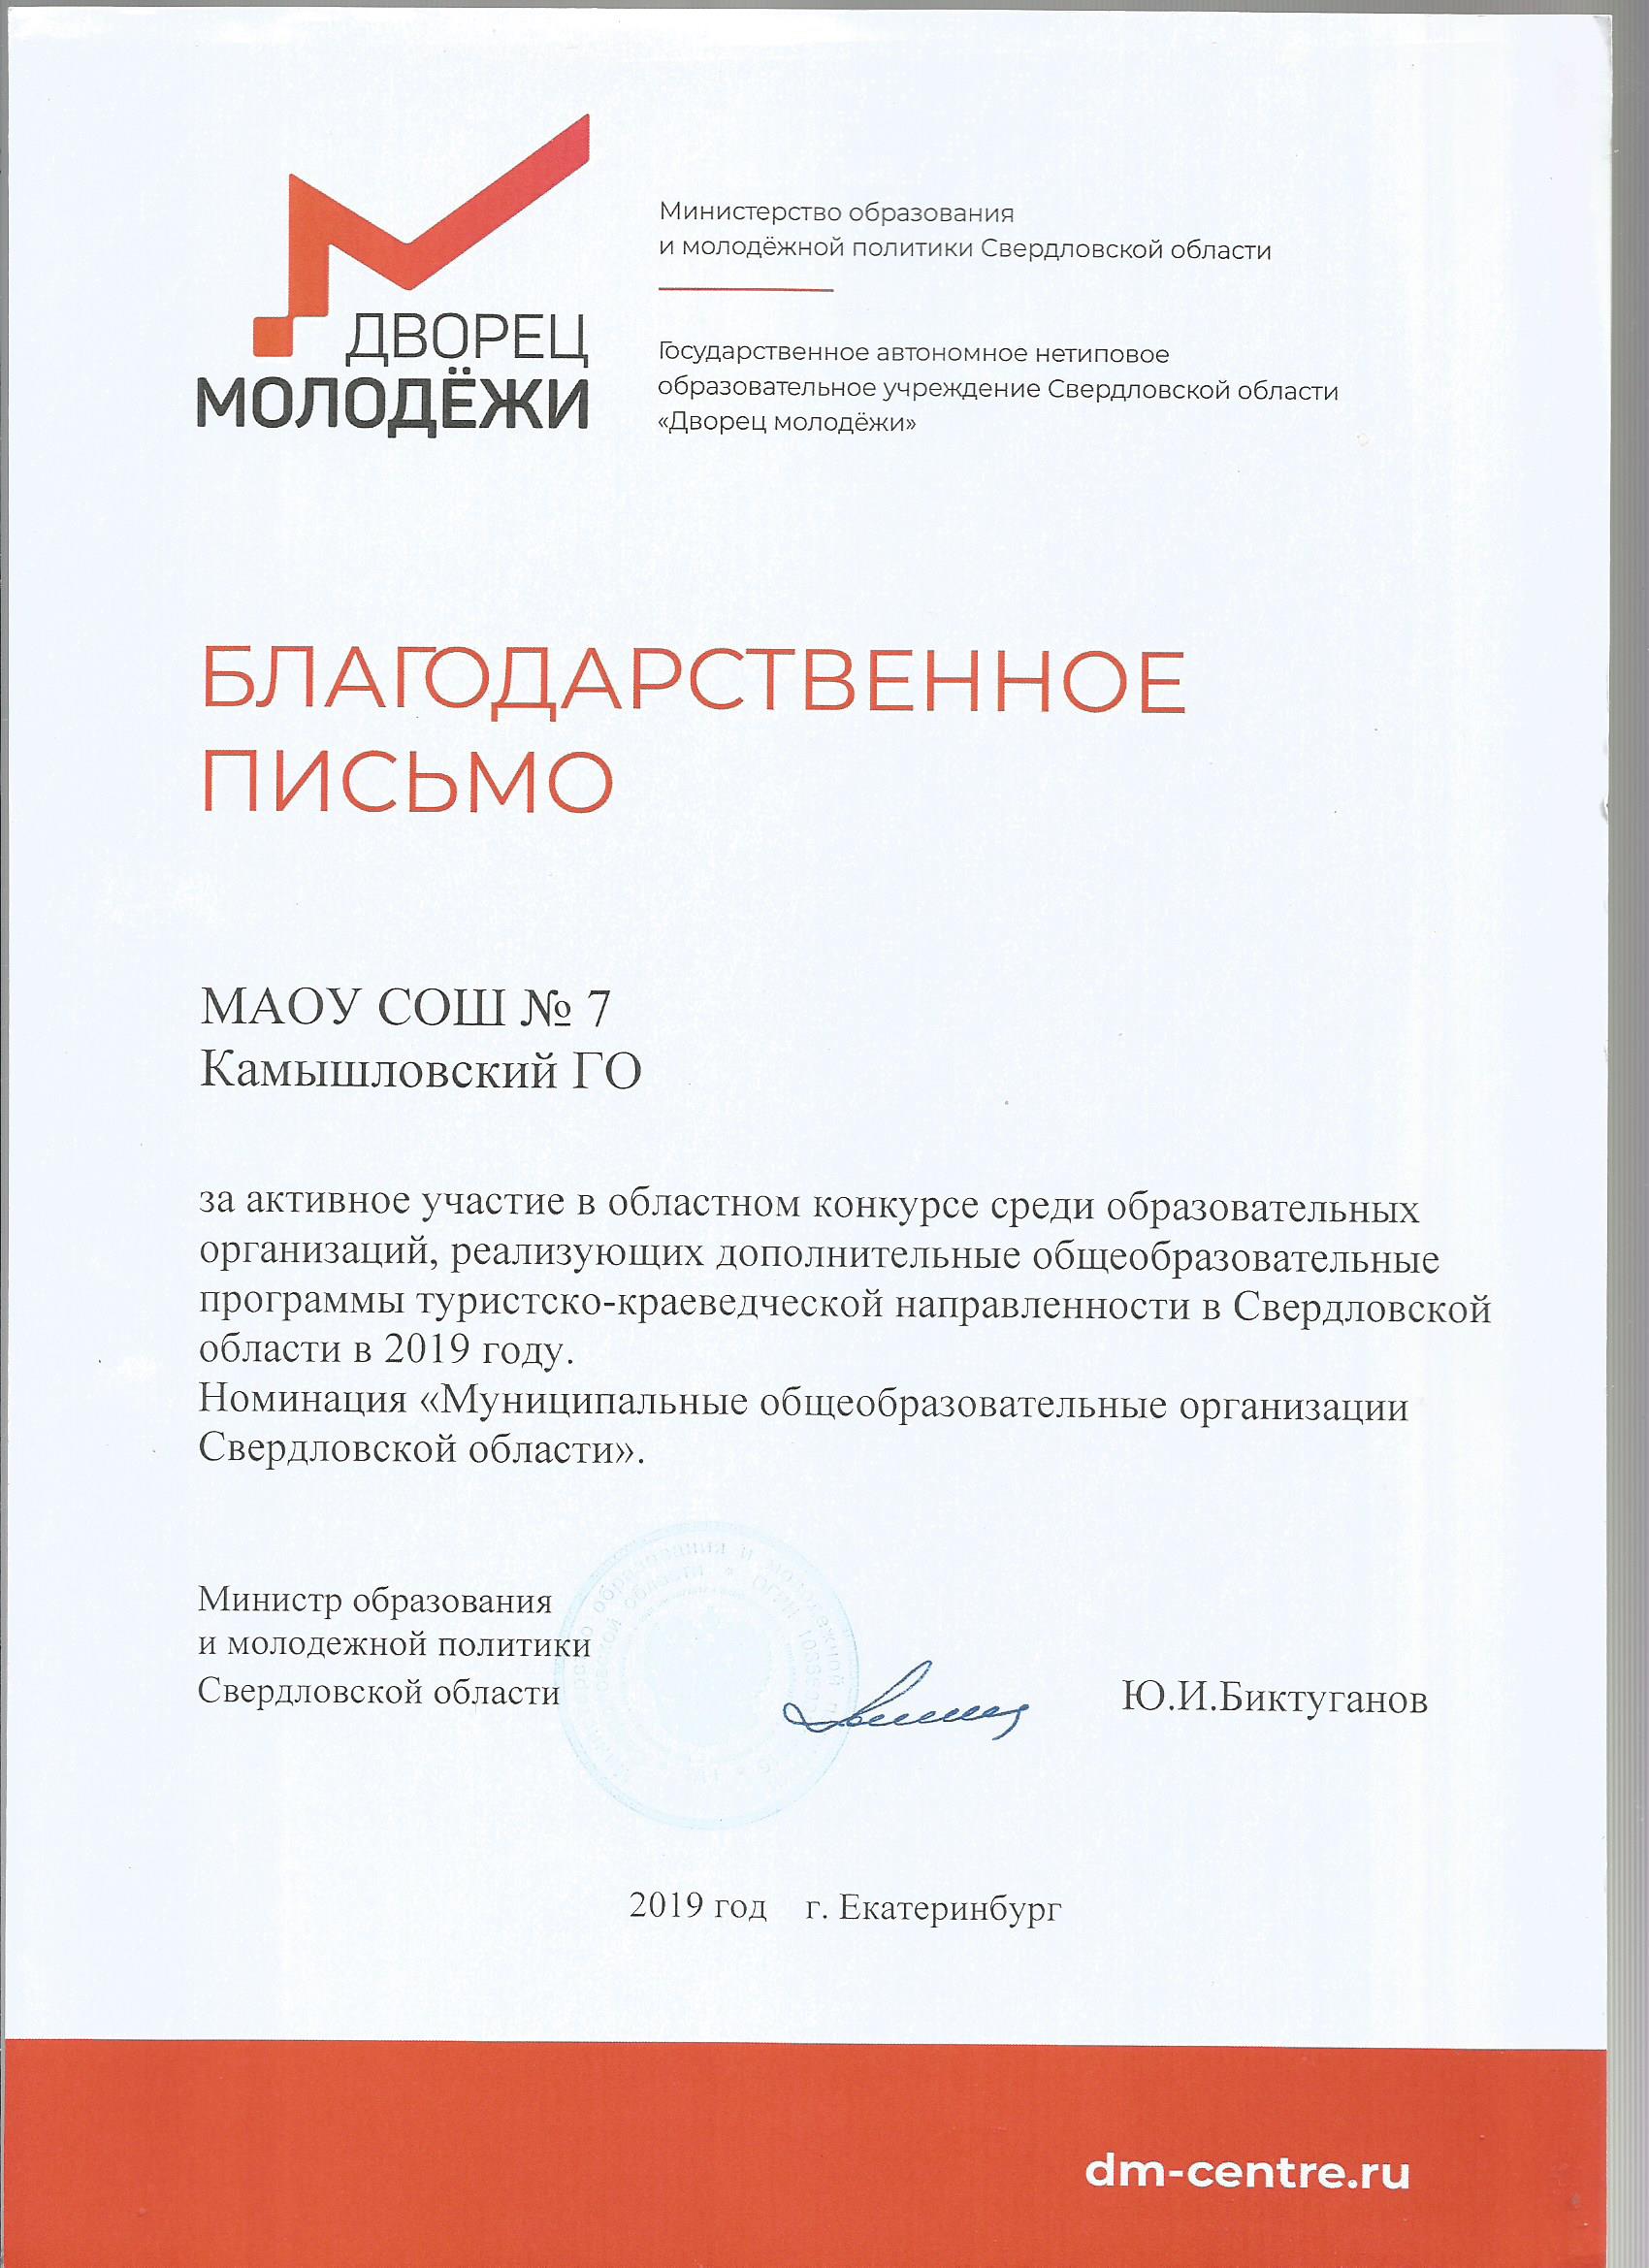 ДВОРЕЦ
МОЛОДЁЖИ
Министерство образования
и молодёжной политики Свердловской области
Государственное автономное нетиповое
образовательное учреждение Свердловской области
«Дворец молодёжи»
БЛАГОДАРСТВЕННОЕ
ПИСЬМО
МАОУ СОШ № 7
Камышловский ГО
за активное участие в областном конкурсе среди образовательных
организаций, реализующих дополнительные общеобразовательные
программы туристско-краеведческой направленности в Свердловской
области в 2019 году.
Номинация «Муниципальные общеобразовательные организации
Свердловской области».
Министр образования
и молодежной политики
Свердловской области
Ю.И.Биктуганов
2019 год г. Екатеринбург
dm-centre.ru